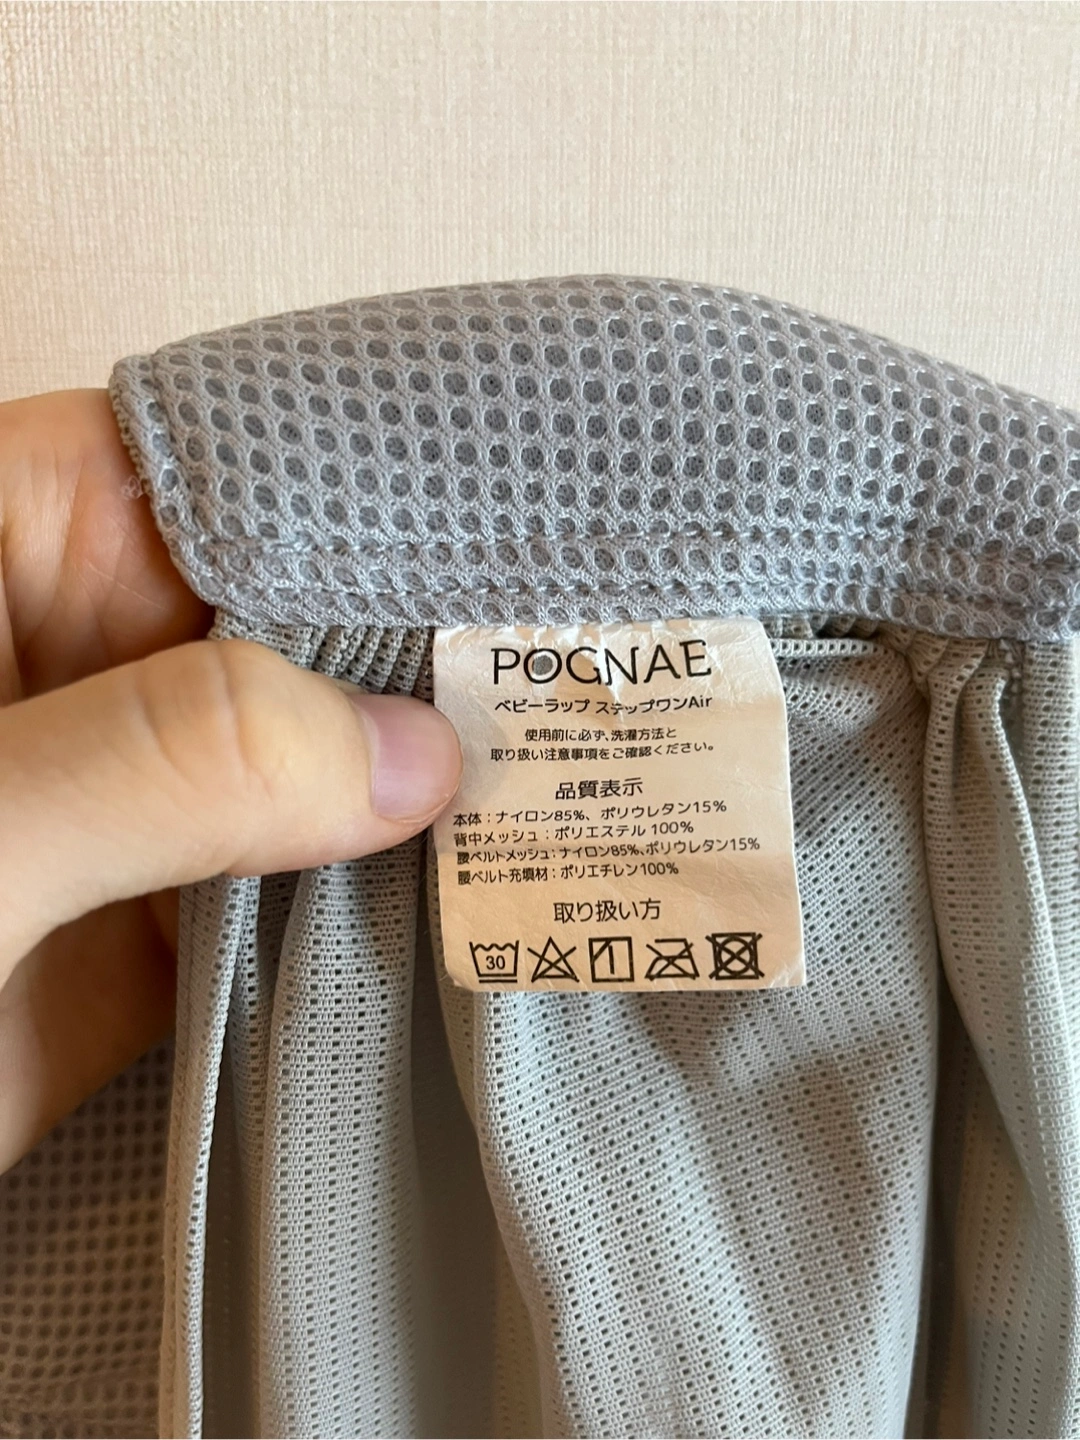 POGNAE
ベビーラップ ステップワンAir
使用前に必ず、洗濯方法と
取り扱い注意事項をご確認ください。
品質表示
本体：ナイロン85%、ポリウレタン15%
背中メッシュ：ポリエステル 100%
腰ベルトメッシュ：ナイロン85%、ポリウレタン15%
腰ベルト充填材：ポリエチレン100%
取り扱い方
30